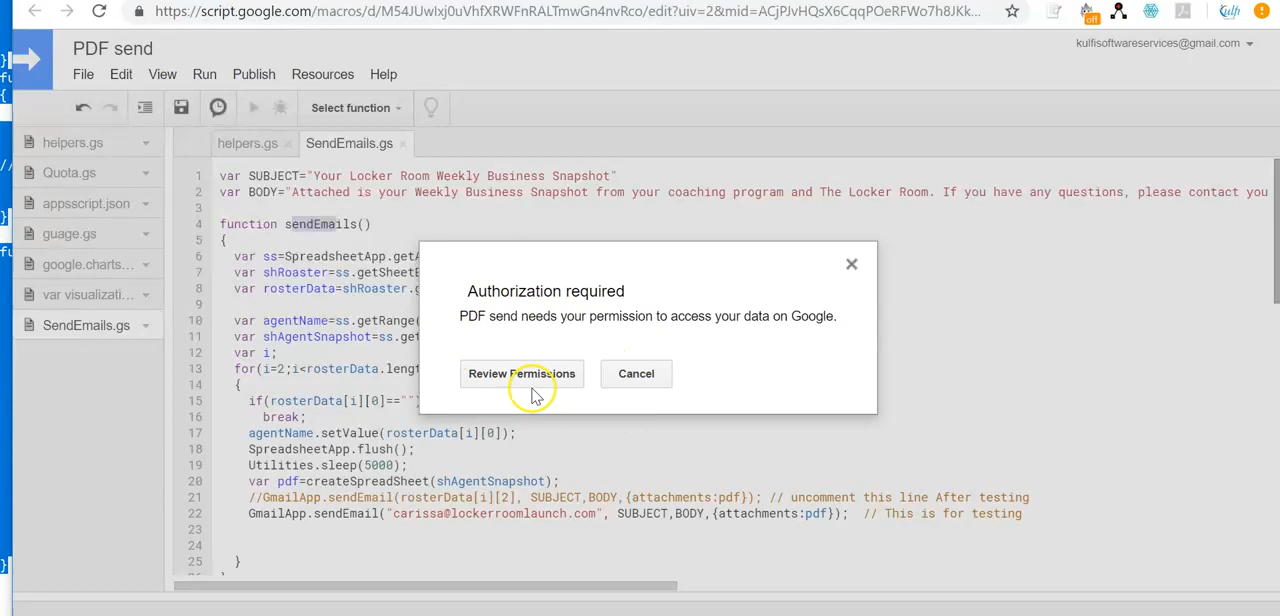 https://script.google.com/macros/d/M54JUwIxj0uVhfXRWFnRALTmwGn4nvRco/edit?uiv=2&mid=ACjPJvHQsX6CqqPOeRFWo7h8JKk...
off
Kulfi
PDF send
kulfisoftwareservices@gmail.com
File Edit View Run Publish Resources Help
Select function
helpers.gs
Quota.gs
appsscript.json
guage.gs
google.charts...
var visualizati...
SendEmails.gs
helpers.gs × SendEmails.gs ×
1 var SUBJECT="Your Locker Room Weekly Business Snapshot"
2 var BODY="Attached is your Weekly Business Snapshot from your coaching program and The Locker Room. If you have any questions, please contact you
3
4 function sendEmails()
5 {
6 var ss=SpreadsheetApp.getA
7 var shRoaster=ss.getSheetB
8 var rosterData=shRoaster.g
9
10 var agentName=ss.getRange(
11 var shAgentSnapshot=ss.get
12 var i;
13 for(i=2;i<rosterData.lengt
14 {
15 if(rosterData[i][0]=="")
16 break;
17 agentName.setValue(rosterData[i][0]);
18 SpreadsheetApp.flush();
19 Utilities.sleep(5000);
20 var pdf=createSpreadSheet(shAgentSnapshot);
21 //GmailApp.sendEmail(rosterData[i][2], SUBJECT,BODY,{attachments:pdf}); // uncomment this line After testing
22 GmailApp.sendEmail("carissa@lockerroomlaunch.com", SUBJECT,BODY,{attachments:pdf}); // This is for testing
23
24
25 }
Authorization required
PDF send needs your permission to access your data on Google.
Review Permissions Cancel